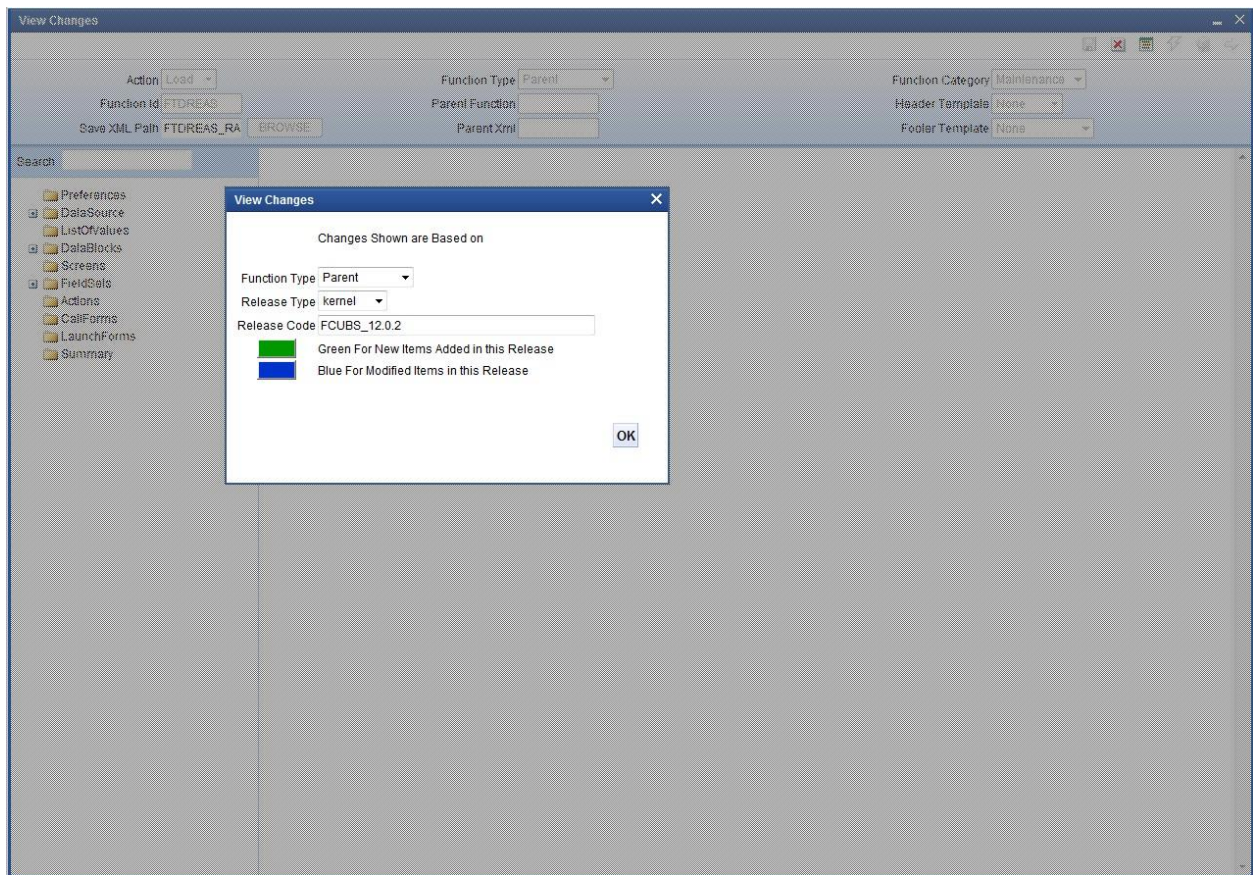 View Changes
Action Load Function Type Parent Function Category Maintenance
Function Id FTDREAS Parent Function Header Template None
Save XML Path FTDREAS_RA BROWSE Parent Xml Footer Template None
Search
Preferences
DataSource
ListOfValues
DataBlocks
Screens
FieldSets
Actions
CallForms
LaunchForms
Summary
View Changes
Changes Shown are Based on
Function Type Parent
Release Type kernel
Release Code FCUBS_12.0.2
Green For New Items Added in this Release
Blue For Modified Items in this Release
OK